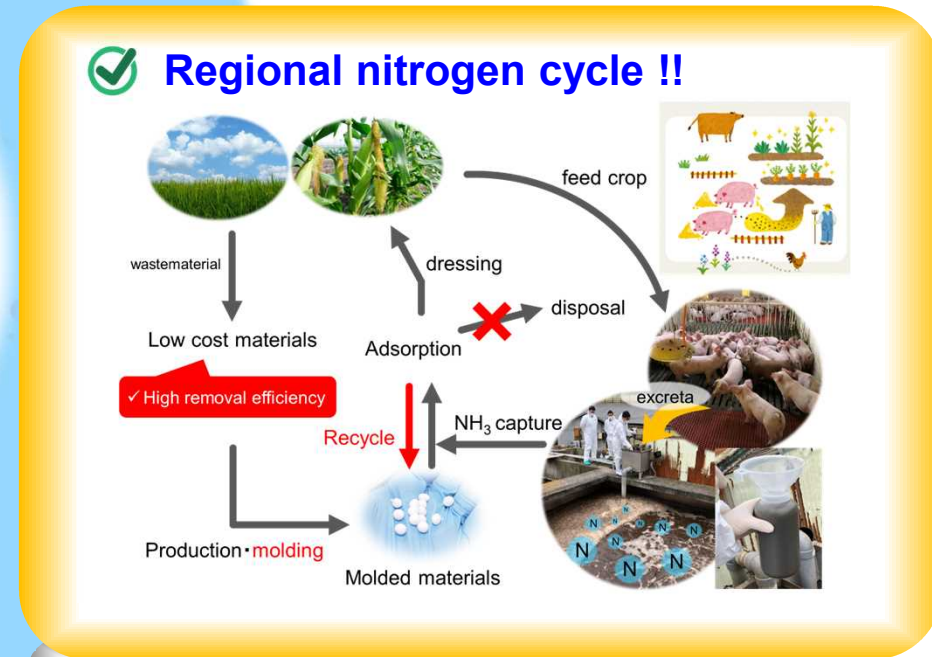 Regional nitrogen cycle !!
feed crop
wastematerial
dressing
disposal
Low cost materials
Adsorption
✓High removal efficiency
excreta
NH₃ capture
Recycle
N
N
N
N
N
N
N
N
N
N
Production・molding
Molded materials